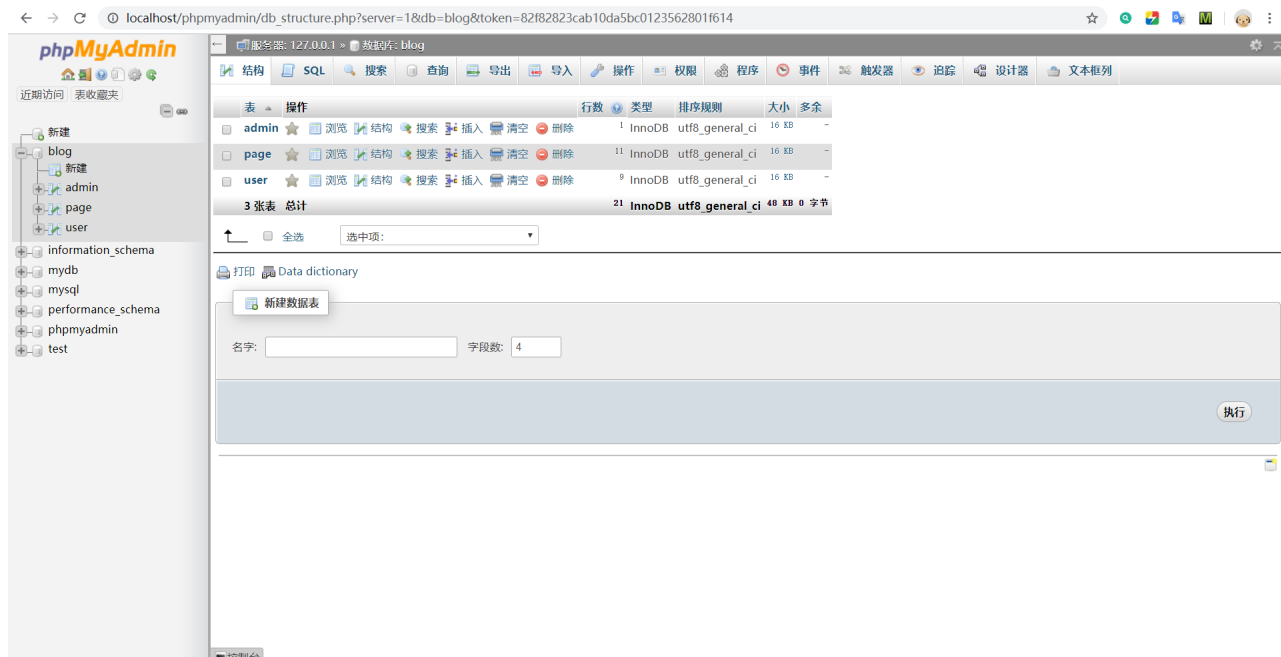 localhost/phpmyadmin/db_structure.php?server=1&db=blog&token=82f82823cab10da5bc0123562801f614
phpMyAdmin
近期访问 表收藏夹
新建
blog
新建
admin
page
user
information_schema
mydb
mysql
performance_schema
phpmyadmin
test
服务器: 127.0.0.1 » 数据库: blog
结构 SQL 搜索 查询 导出 导入 操作 权限 程序 事件 触发器 追踪 设计器 文本框列
表 操作 行数 类型 排序规则 大小 多余
admin 浏览 结构 搜索 插入 清空 删除 1 InnoDB utf8_general_ci 16 KB -
page 浏览 结构 搜索 插入 清空 删除 11 InnoDB utf8_general_ci 16 KB -
user 浏览 结构 搜索 插入 清空 删除 9 InnoDB utf8_general_ci 16 KB -
3 张表 总计 21 InnoDB utf8_general_ci 48 KB 0 字节
全选 选中项:
打印 Data dictionary
新建数据表
名字: 字段数: 4
执行
控制台